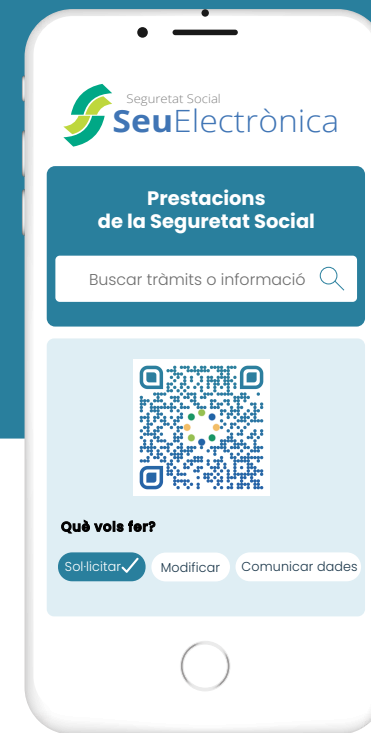 Seguretat Social
SeuElectrònica
Prestacions
de la Seguretat Social
Buscar tràmits o informació
Què vols fer?
Sol·licitar
Modificar
Comunicar dades